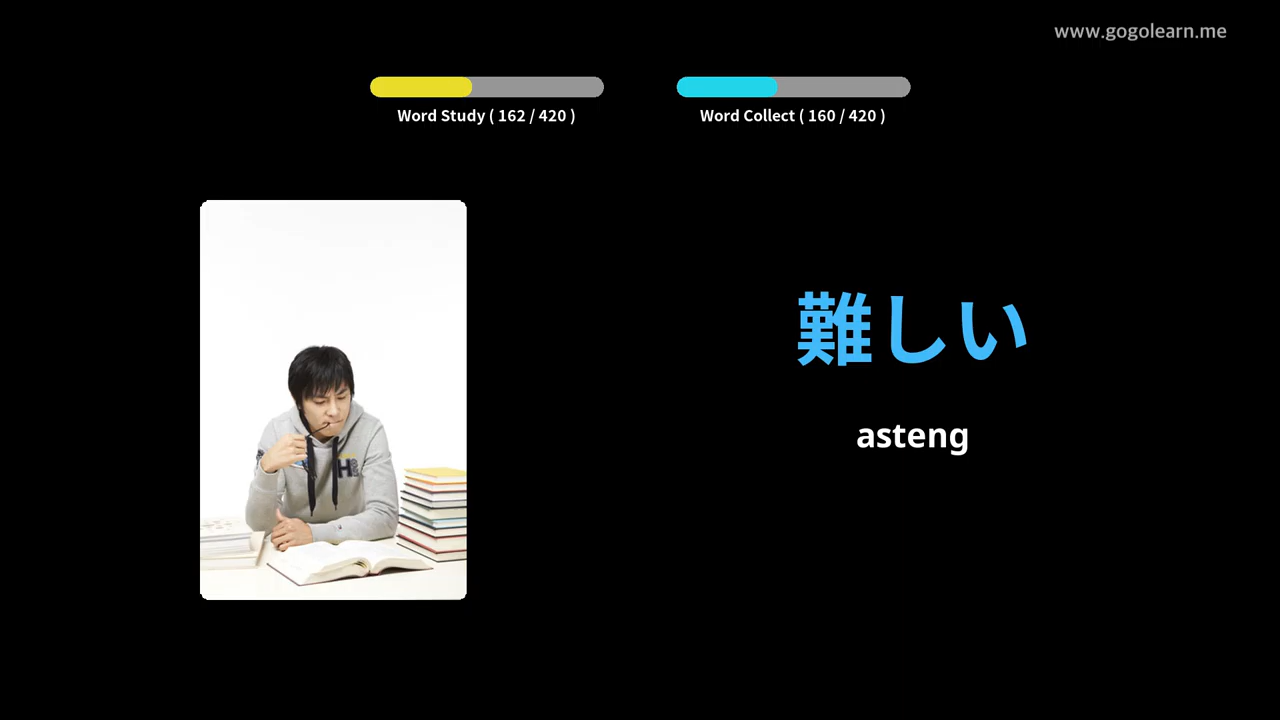 www.gogolearn.me
Word Study ( 162 / 420 )
Word Collect ( 160 / 420 )
難しい
asteng
H